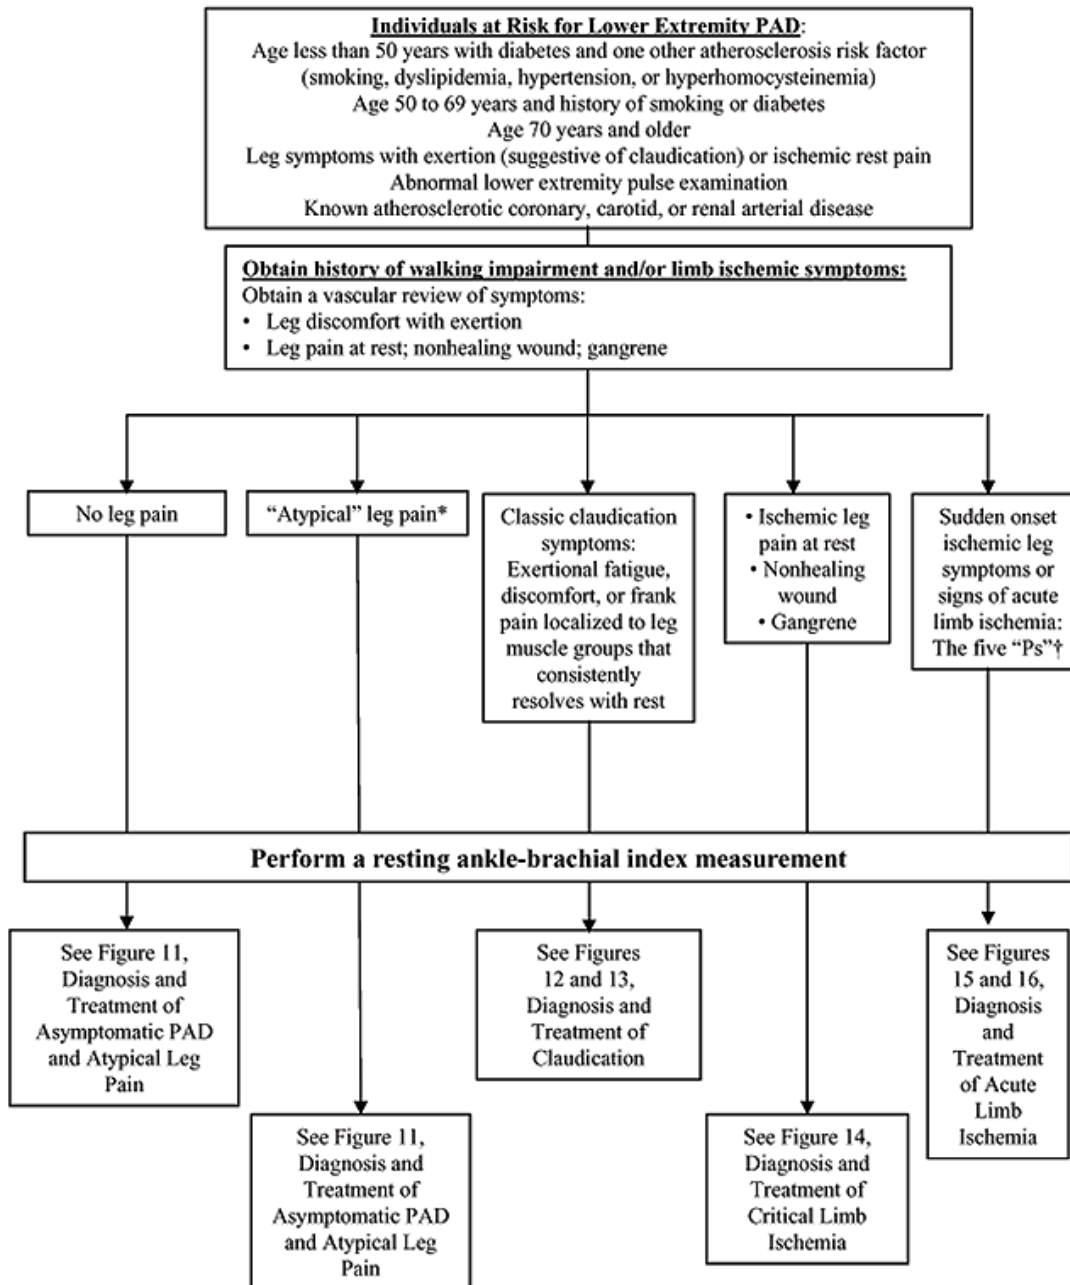 Individuals at Risk for Lower Extremity PAD:
Age less than 50 years with diabetes and one other atherosclerosis risk factor
(smoking, dyslipidemia, hypertension, or hyperhomocysteinemia)
Age 50 to 69 years and history of smoking or diabetes
Age 70 years and older
Leg symptoms with exertion (suggestive of claudication) or ischemic rest pain
Abnormal lower extremity pulse examination
Known atherosclerotic coronary, carotid, or renal arterial disease
Obtain history of walking impairment and/or limb ischemic symptoms:
Obtain a vascular review of symptoms:
• Leg discomfort with exertion
• Leg pain at rest; nonhealing wound; gangrene
No leg pain
“Atypical” leg pain*
Classic claudication
symptoms:
Exertional fatigue,
discomfort, or frank
pain localized to leg
muscle groups that
consistently
resolves with rest
• Ischemic leg
pain at rest
• Nonhealing
wound
• Gangrene
Sudden onset
ischemic leg
symptoms or
signs of acute
limb ischemia:
The five “Ps”†
Perform a resting ankle-brachial index measurement
See Figure 11,
Diagnosis and
Treatment of
Asymptomatic PAD
and Atypical Leg
Pain
See Figure 11,
Diagnosis and
Treatment of
Asymptomatic PAD
and Atypical Leg
Pain
See Figures
12 and 13,
Diagnosis and
Treatment of
Claudication
See Figure 14,
Diagnosis and
Treatment of
Critical Limb
Ischemia
See Figures
15 and 16,
Diagnosis
and
Treatment
of Acute
Limb
Ischemia